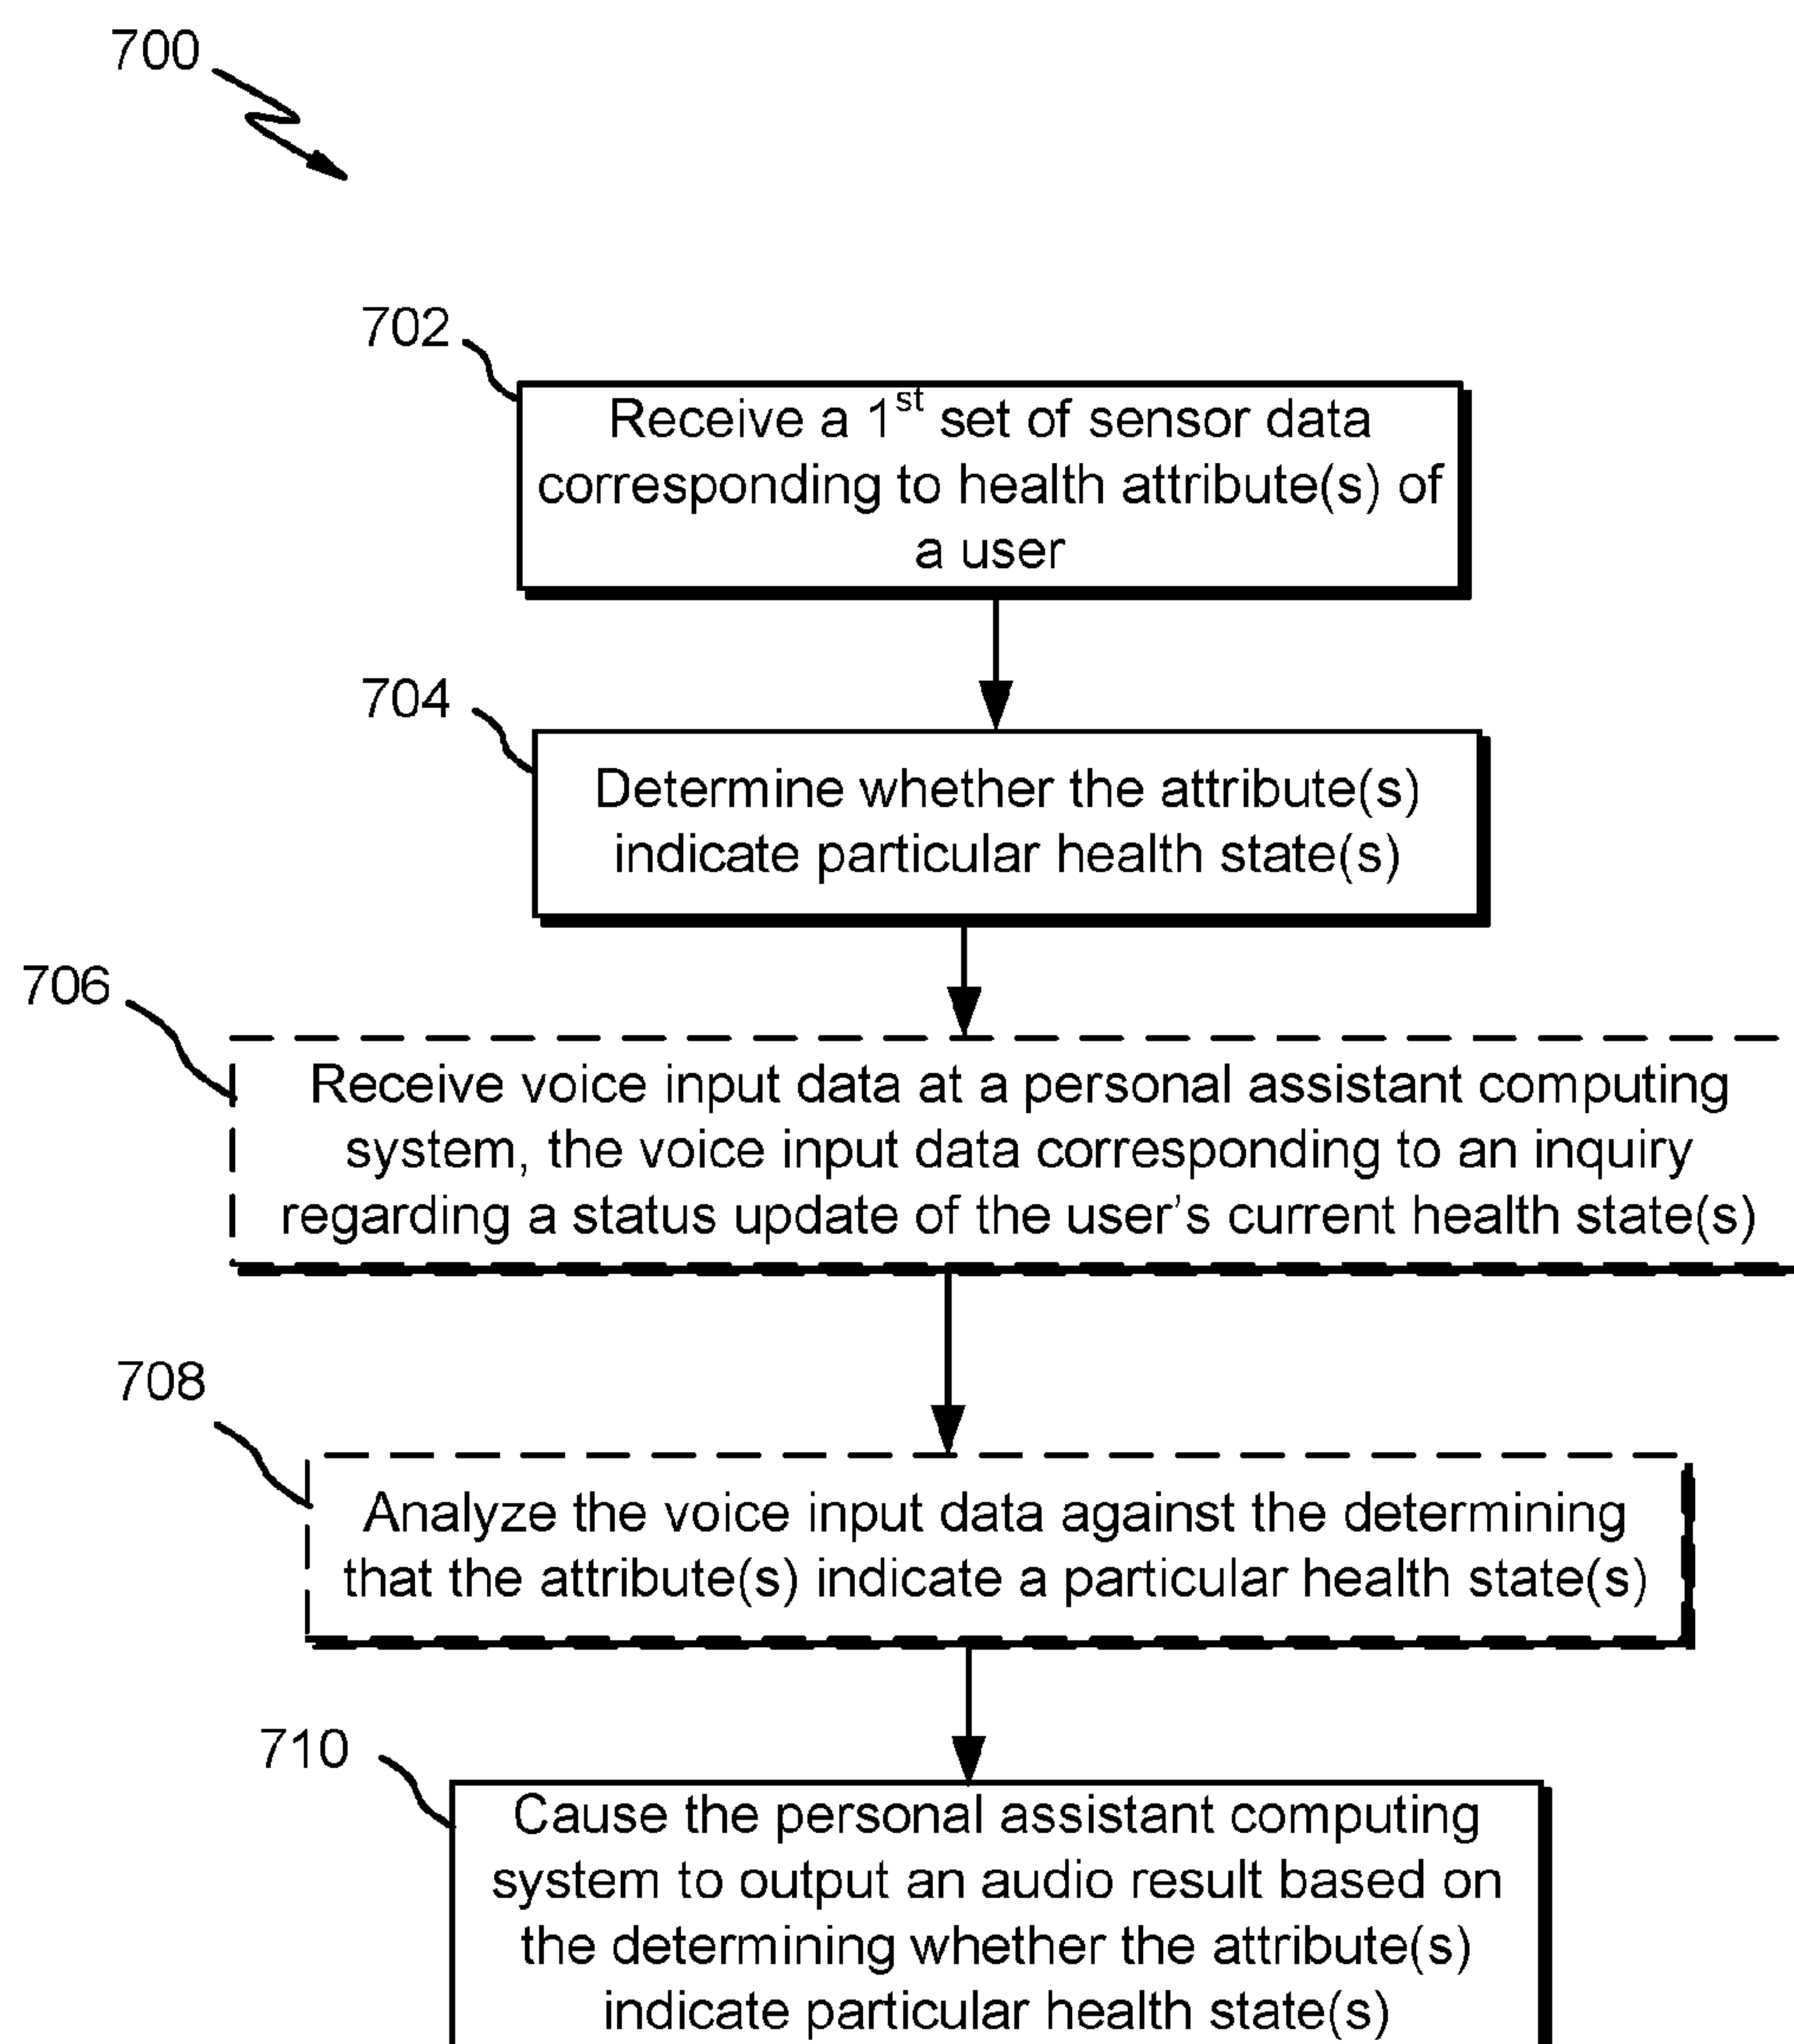 700
702
Receive a 1st set of sensor data
corresponding to health attribute(s) of
a user
704
Determine whether the attribute(s)
indicate particular health state(s)
706
Receive voice input data at a personal assistant computing
system, the voice input data corresponding to an inquiry
regarding a status update of the user's current health state(s)
708
Analyze the voice input data against the determining
that the attribute(s) indicate a particular health state(s)
710
Cause the personal assistant computing
system to output an audio result based on
the determining whether the attribute(s)
indicate particular health state(s)